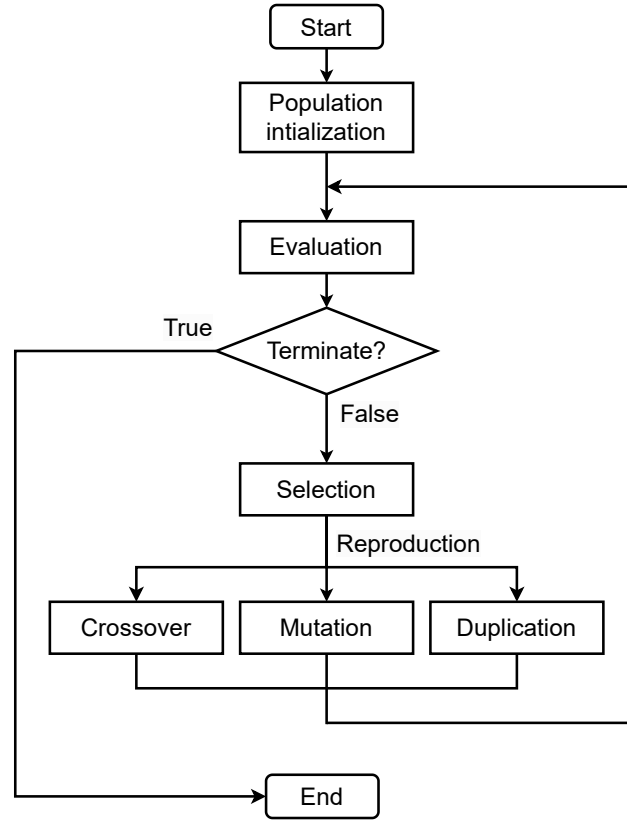 Start
Population
intialization
Evaluation
True
Terminate?
False
Selection
Reproduction
Crossover
Mutation
Duplication
End